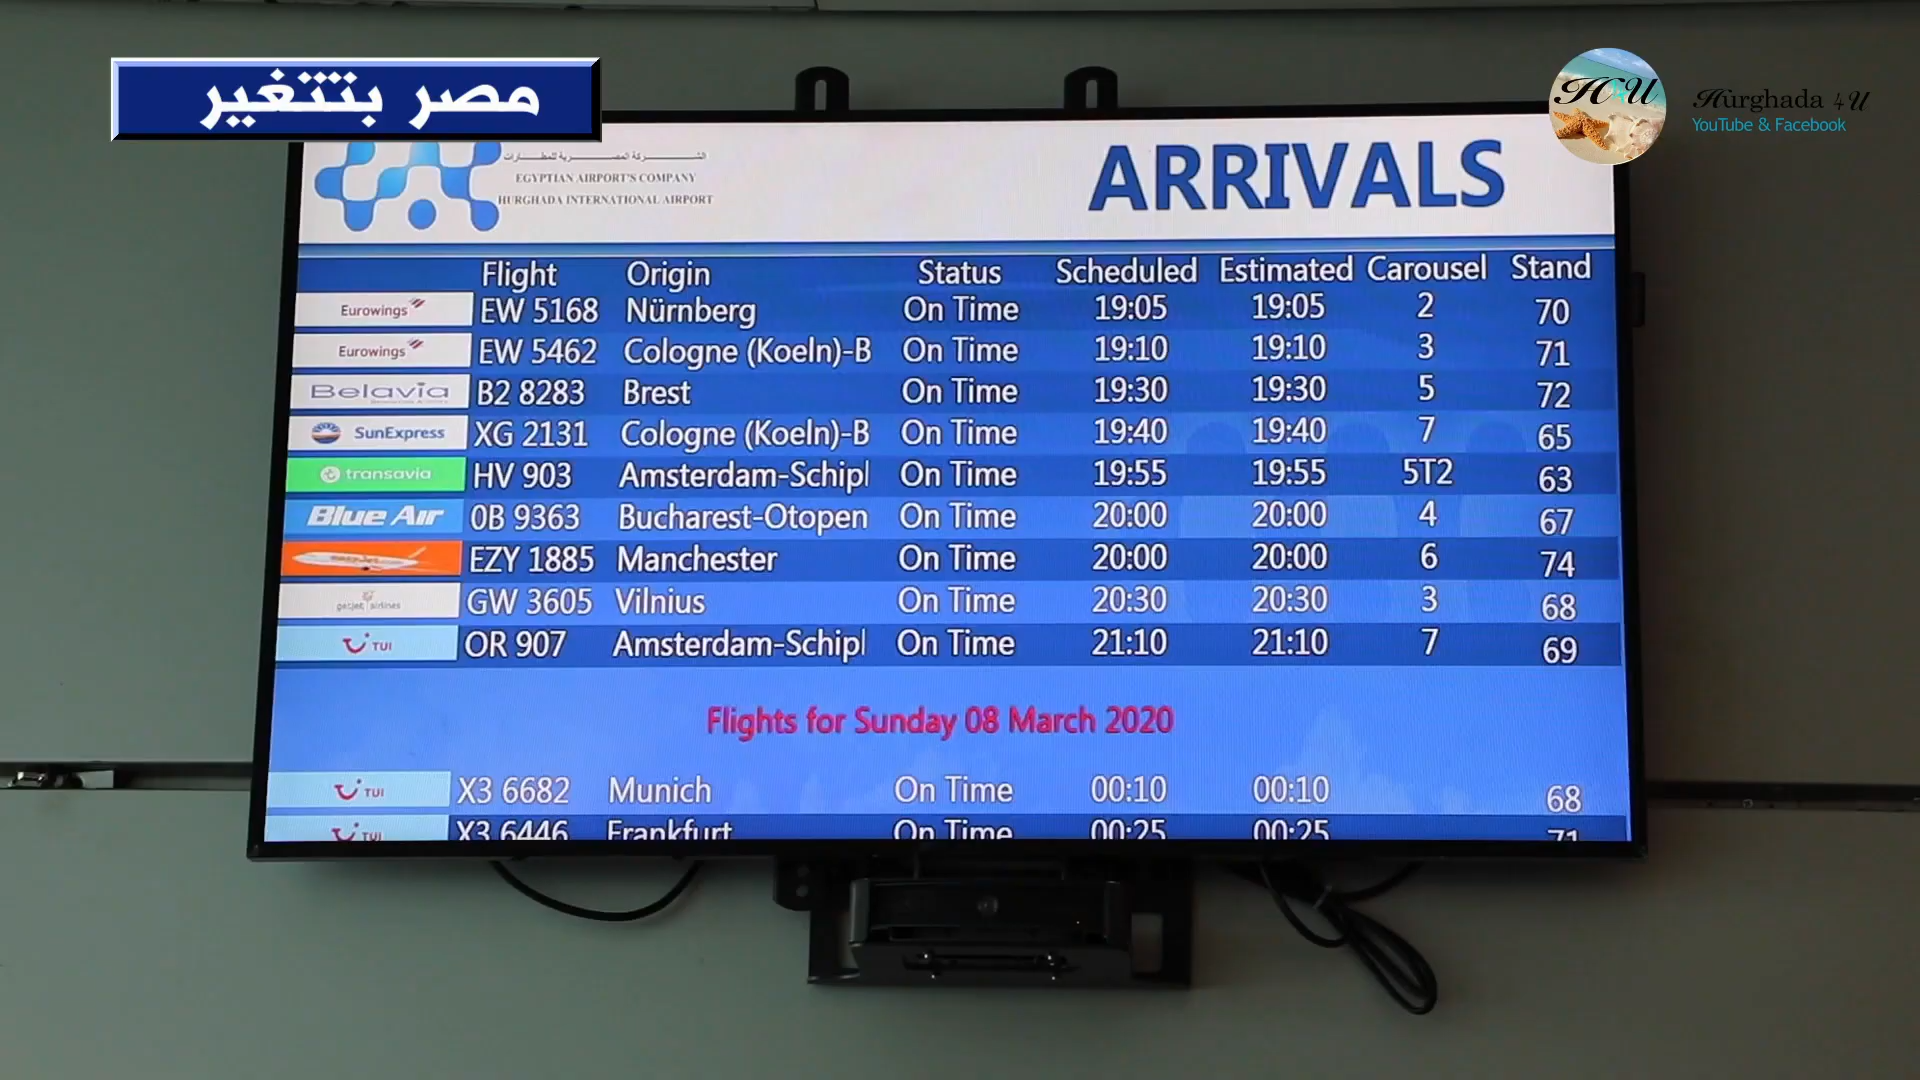 مصر بتتغير
Hurghada 4U
YouTube & Facebook
H4U
EGYPTIAN AIRPORT'S COMPANY
HURGHADA INTERNATIONAL AIRPORT
ARRIVALS
Flight Origin Status Scheduled Estimated Carousel Stand
Eurowings EW 5168 Nürnberg On Time 19:05 19:05 2 70
Eurowings EW 5462 Cologne (Koeln)-B On Time 19:10 19:10 3 71
Belavia B2 8283 Brest On Time 19:30 19:30 5 72
SunExpress XG 2131 Cologne (Koeln)-B On Time 19:40 19:40 7 65
transavia HV 903 Amsterdam-Schipl On Time 19:55 19:55 5T2 63
Blue Air 0B 9363 Bucharest-Otopen On Time 20:00 20:00 4 67
EZY 1885 Manchester On Time 20:00 20:00 6 74
getjet airlines GW 3605 Vilnius On Time 20:30 20:30 3 68
TUI OR 907 Amsterdam-Schipl On Time 21:10 21:10 7 69
Flights for Sunday 08 March 2020
TUI X3 6682 Munich On Time 00:10 00:10 68
TUI X3 6446 Frankfurt On Time 00:25 00:25 71